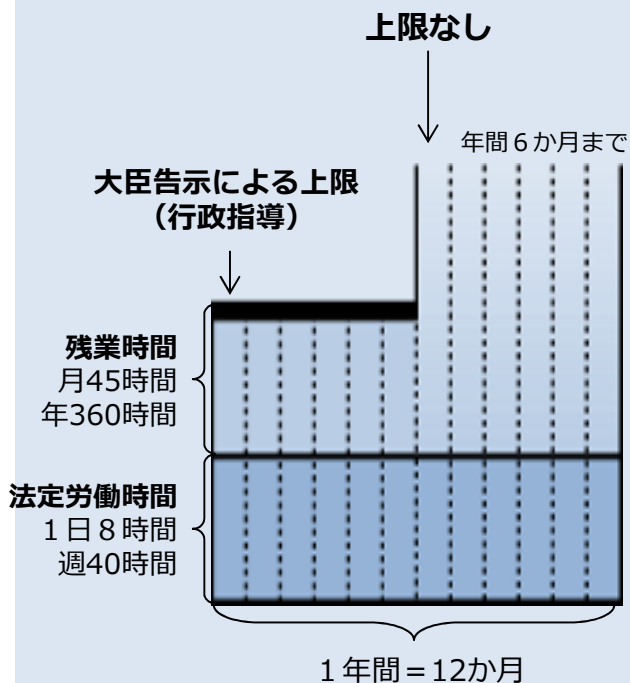 上限なし
年間６か月まで
大臣告示による上限
（行政指導）
残業時間
月45時間
年360時間
法定労働時間
１日８時間
週40時間
１年間＝12か月